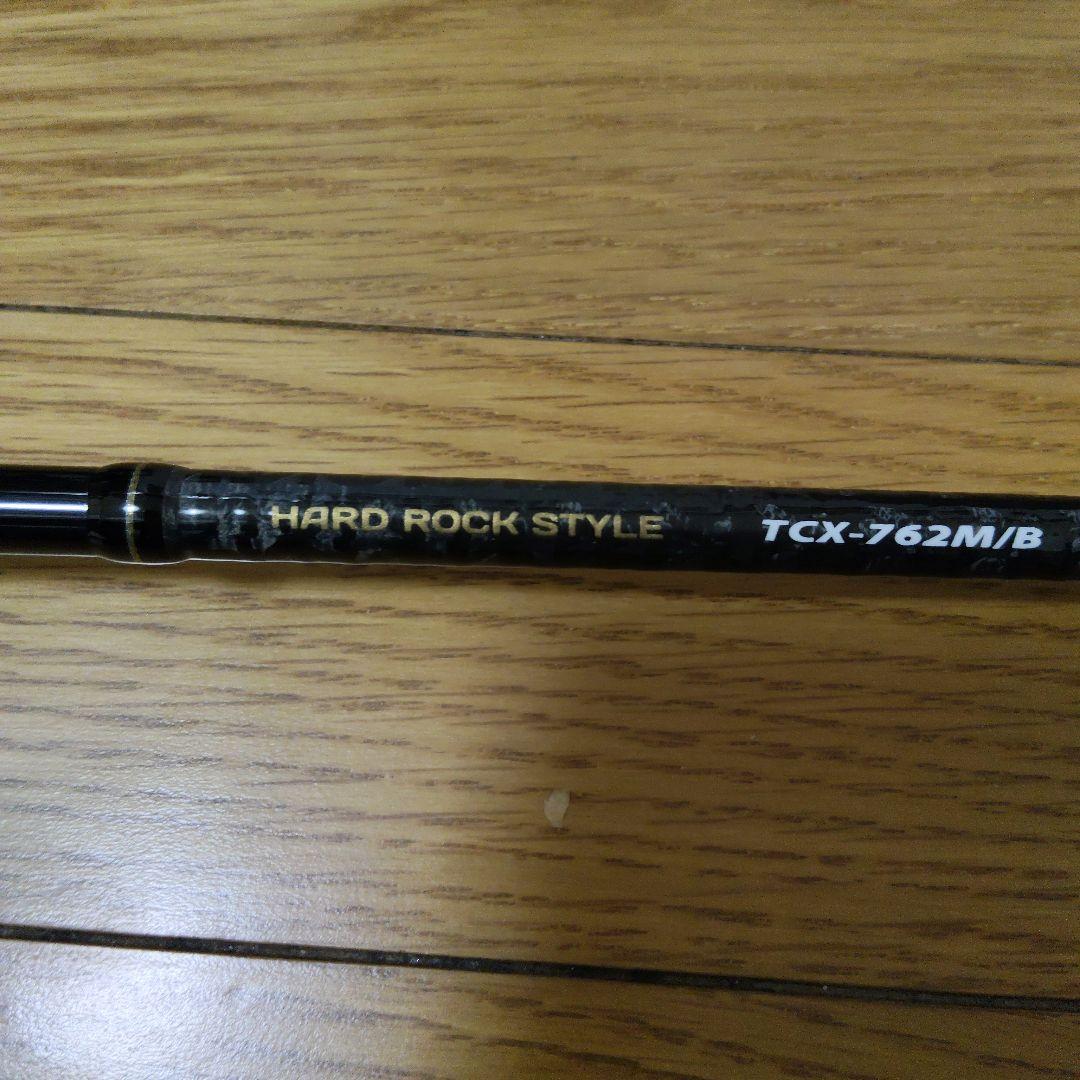 HARD ROCK STYLE TCX-762M/B